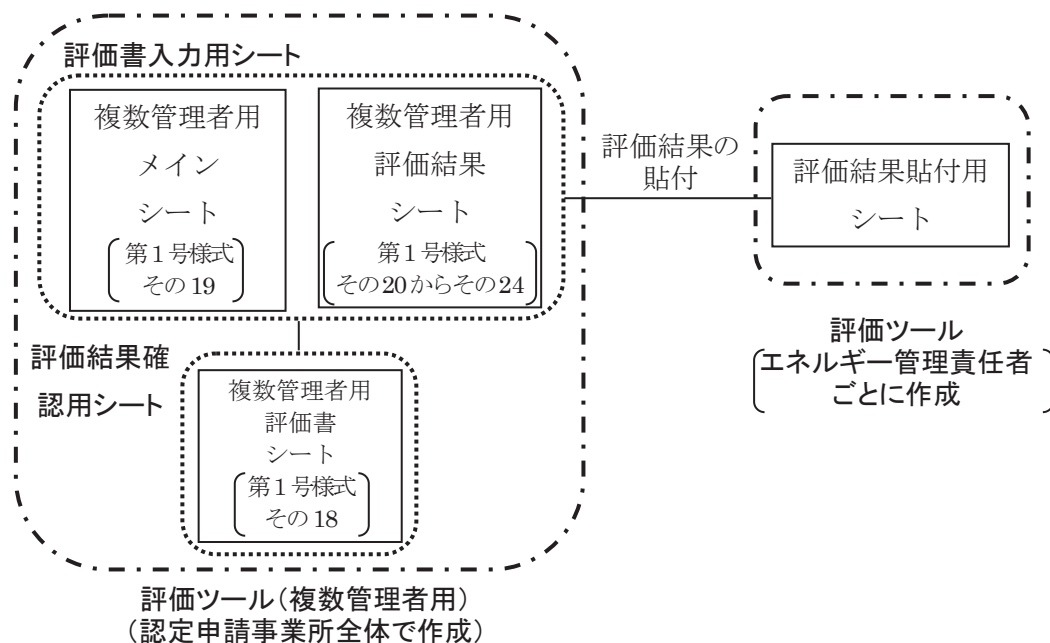 評価書入力用シート
複数管理者用
メイン
シート
第１号様式
その19
複数管理者用
評価結果
シート
第１号様式
その20からその24
評価結果の
貼付
評価結果貼付用
シート
評価ツール
エネルギー管理責任者
ごとに作成
評価結果確
認用シート
複数管理者用
評価書
シート
第１号様式
その18
評価ツール（複数管理者用）
（認定申請事業所全体で作成）